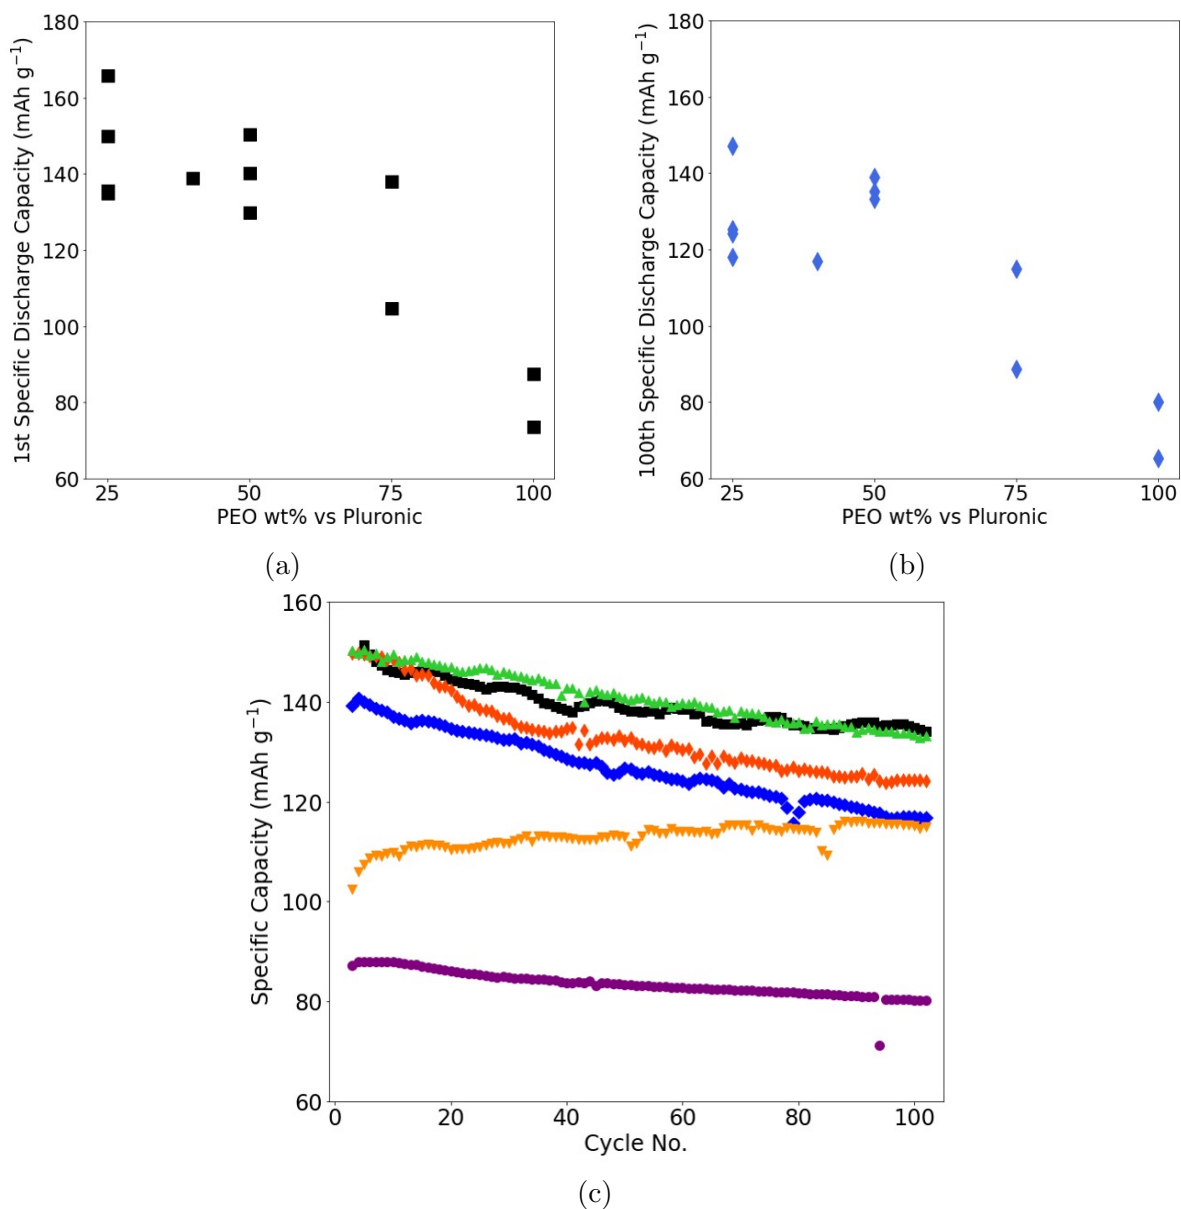 180
160
140
120
100
80
60
25 50 75 100
1st Specific Discharge Capacity (mAh g⁻¹)
PEO wt% vs Pluronic
(a)
180
160
140
120
100
80
60
25 50 75 100
100th Specific Discharge Capacity (mAh g⁻¹)
PEO wt% vs Pluronic
(b)
160
140
120
100
80
60
0 20 40 60 80 100
Specific Capacity (mAh g⁻¹)
Cycle No.
(c)